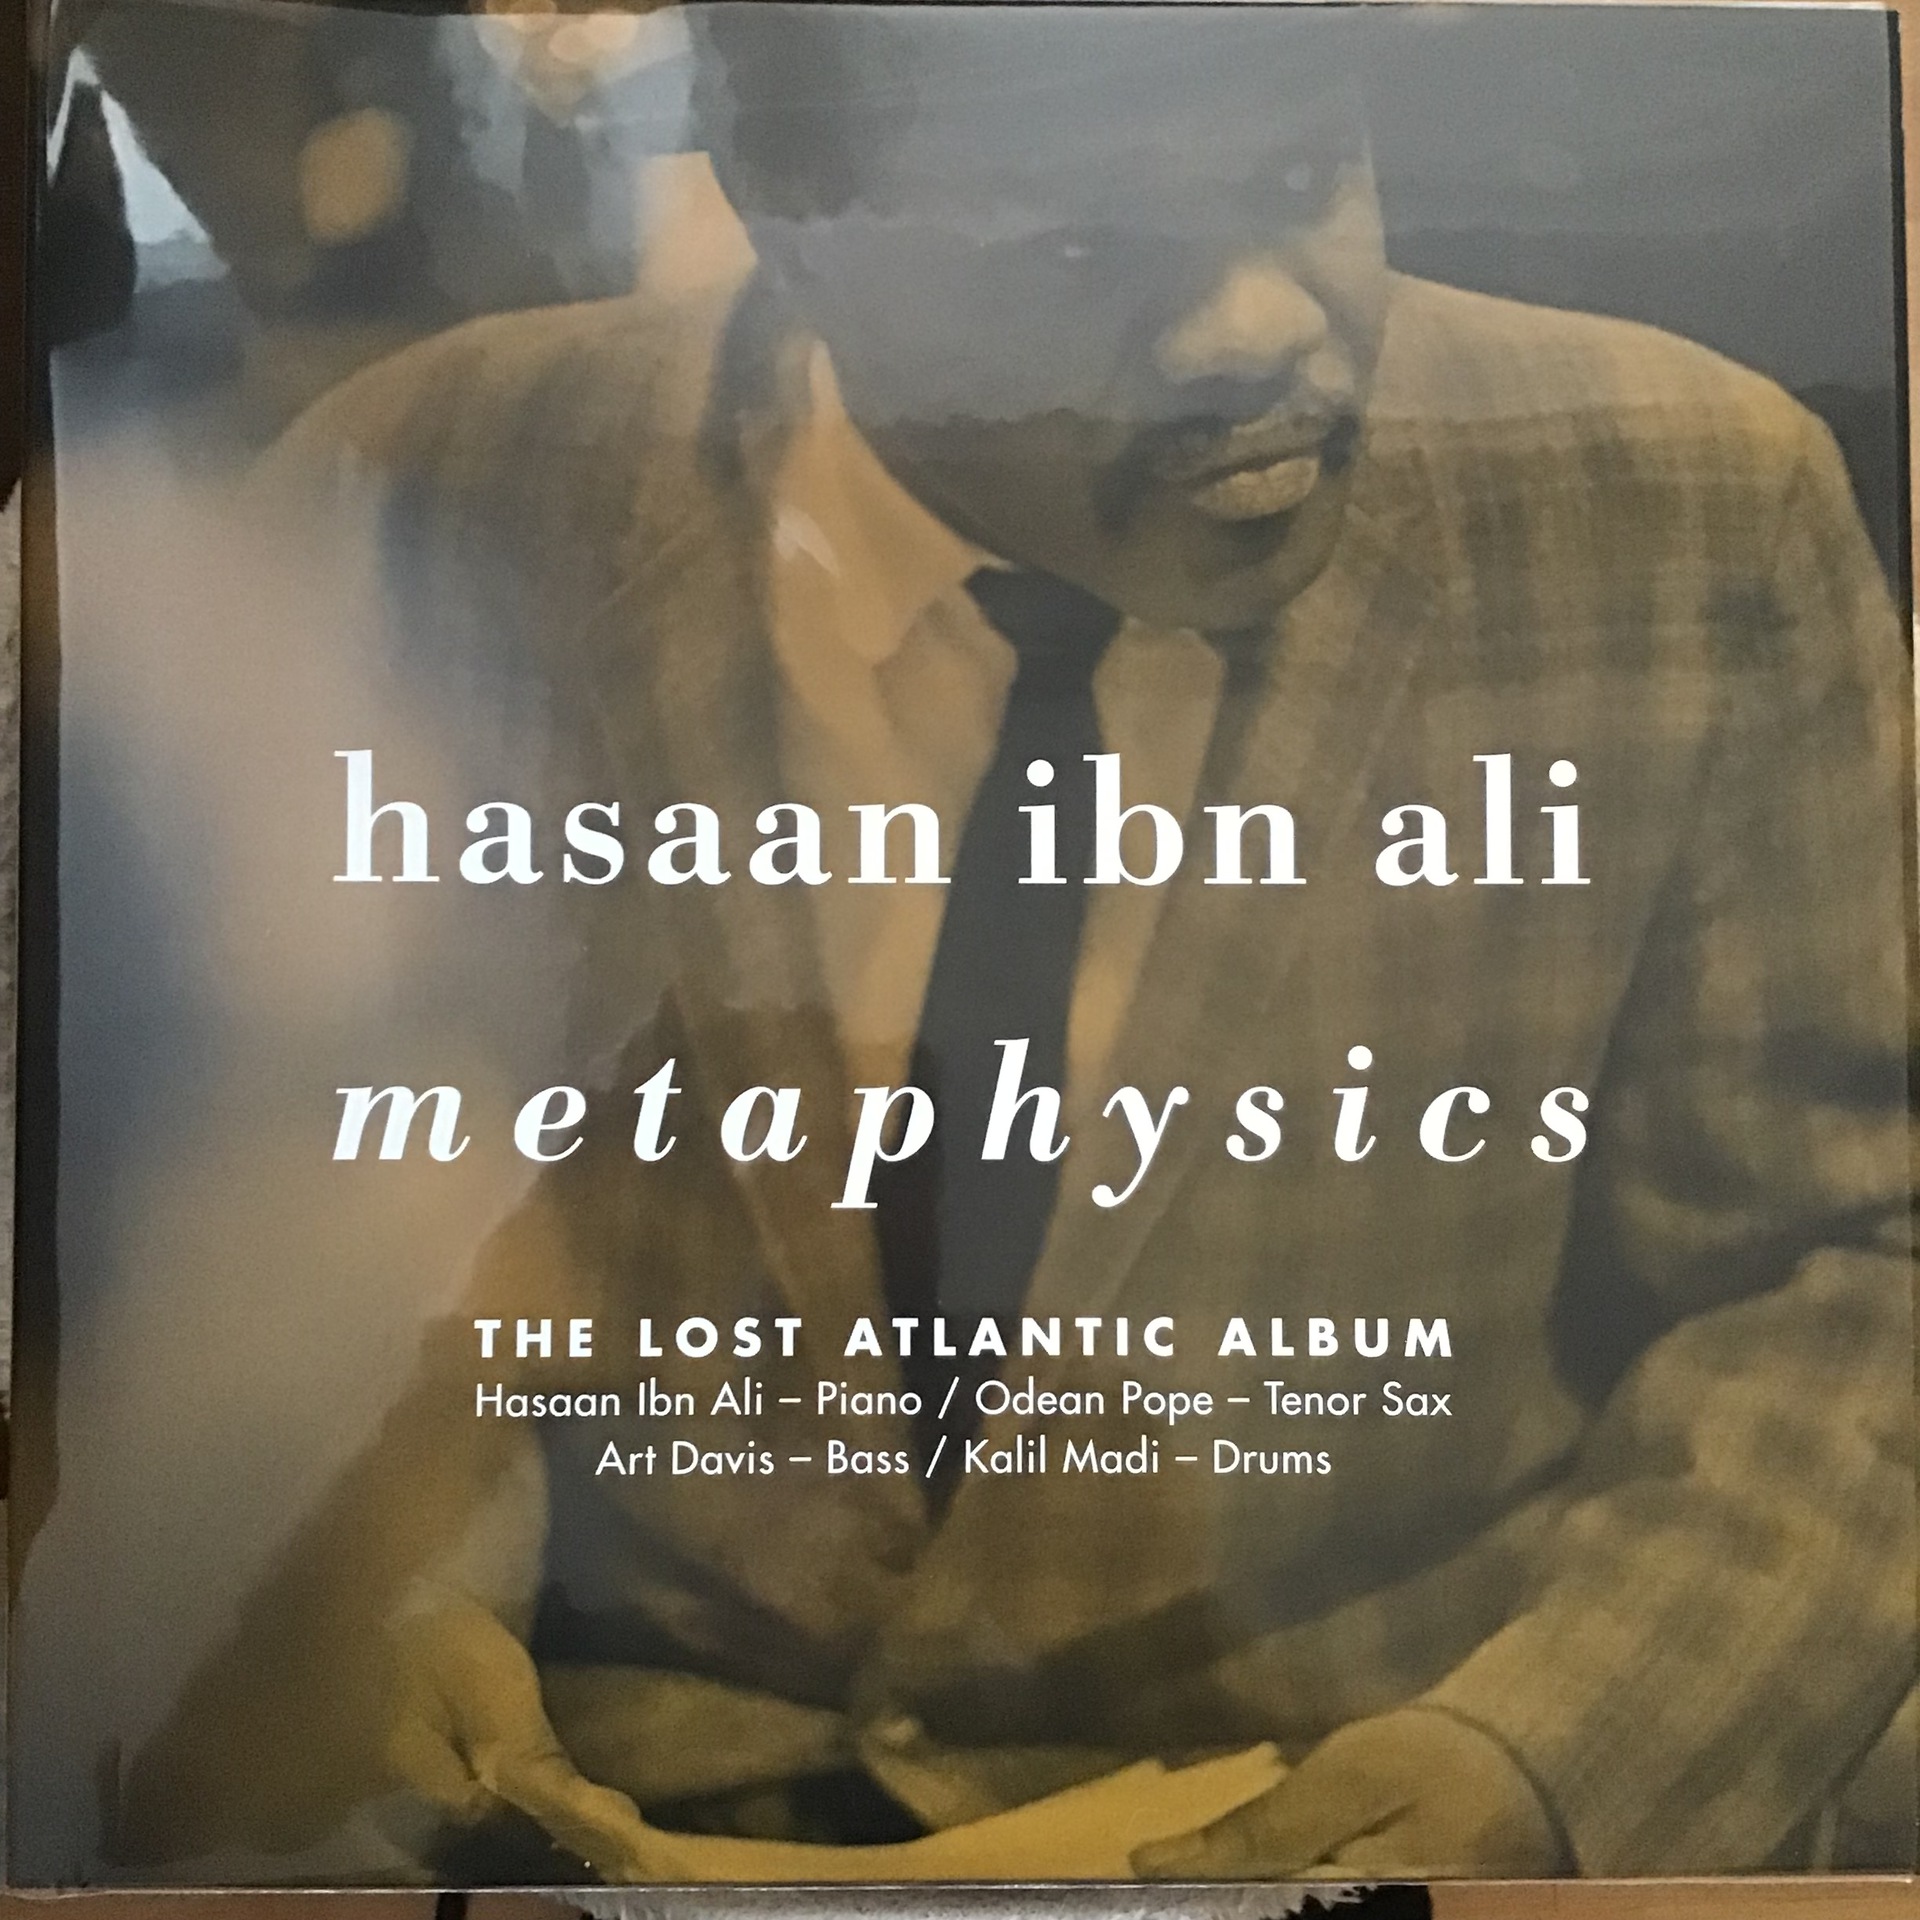 hasaan ibn ali
metaphysics
THE LOST ATLANTIC ALBUM
Hasaan Ibn Ali – Piano / Odean Pope – Tenor Sax
Art Davis – Bass / Kalil Madi – Drums